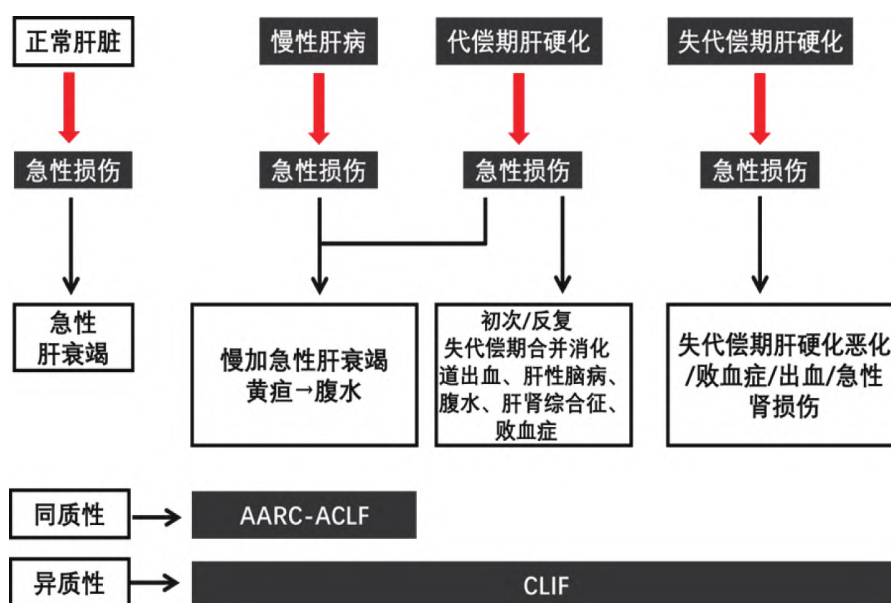 正常肝脏
慢性肝病
代偿期肝硬化
失代偿期肝硬化
急性损伤
急性损伤
急性损伤
急性损伤
急性
肝衰竭
慢加急性肝衰竭
黄疸→腹水
初次/反复
失代偿期合并消化
道出血、肝性脑病、
腹水、肝肾综合征、
败血症
失代偿期肝硬化恶化
/败血症/出血/急性
肾损伤
同质性
AARC-ACLF
异质性
CLIF